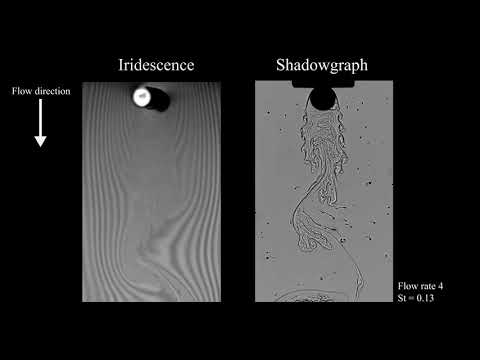 Iridescence
Shadowgraph
Flow direction
Flow rate 4
St = 0.13